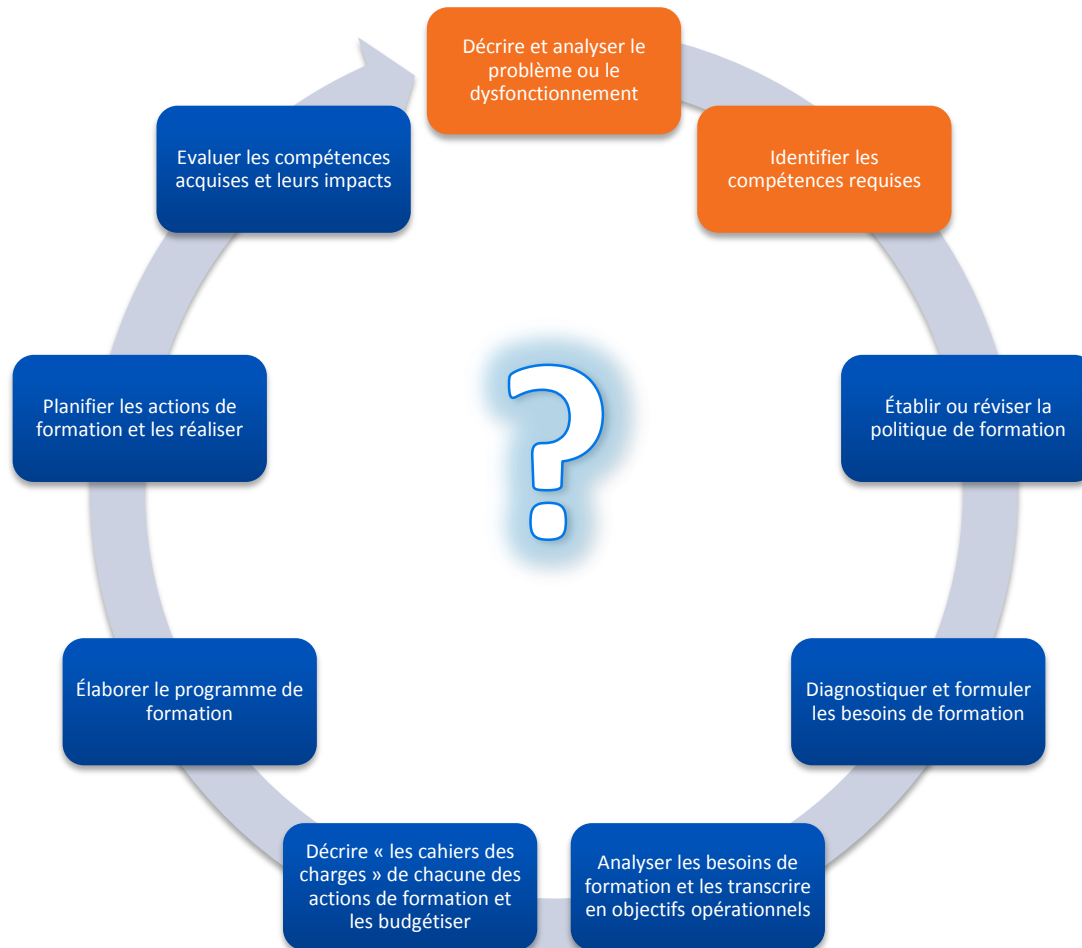 Décrire et analyser le
problème ou le
dysfonctionnement
Identifier les
compétences requises
Établir ou réviser la
politique de formation
Diagnostiquer et formuler
les besoins de formation
Analyser les besoins de
formation et les transcrire
en objectifs opérationnels
Décrire « les cahiers des
charges » de chacune des
actions de formation et
les budgétiser
Élaborer le programme de
formation
Planifier les actions de
formation et les réaliser
Evaluer les compétences
acquises et leurs impacts
?